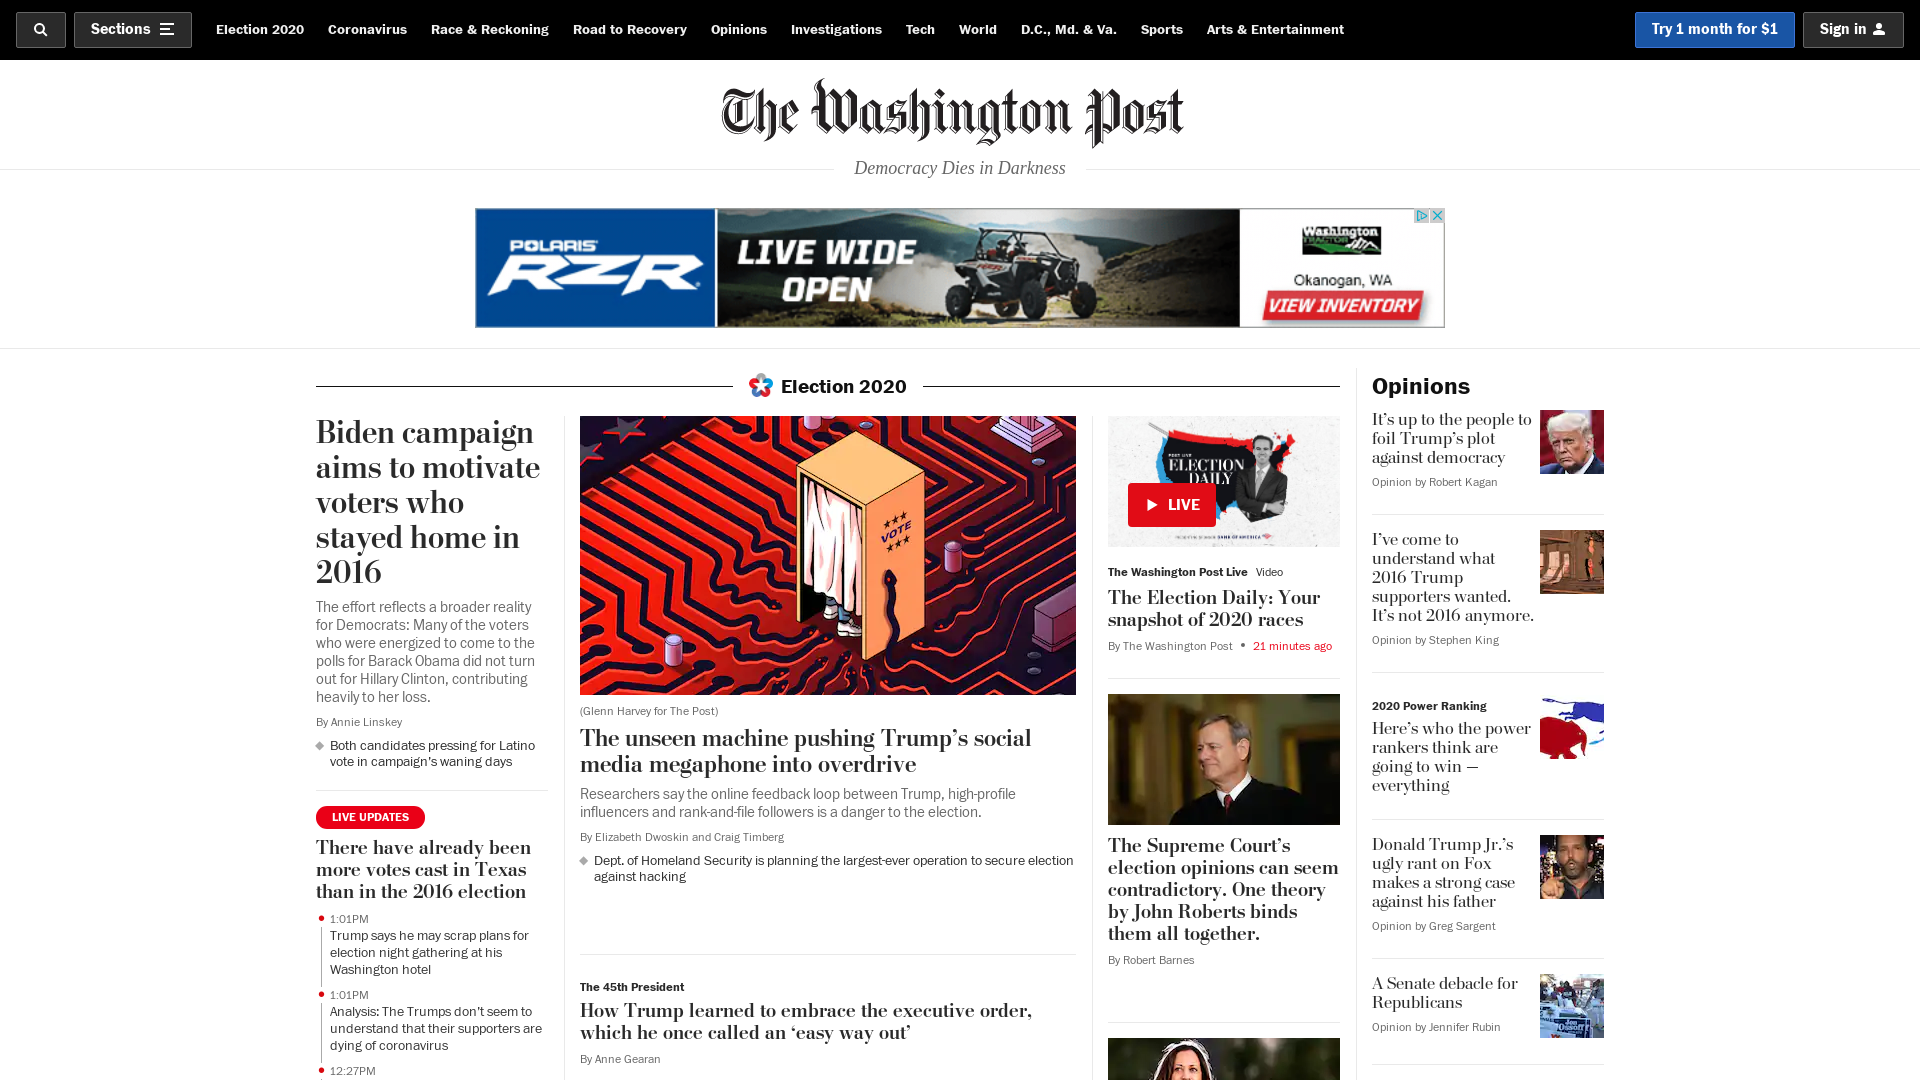 Sections
Election 2020
Coronavirus
Race & Reckoning
Road to Recovery
Opinions
Investigations
Tech
World
D.C., Md. & Va.
Sports
Arts & Entertainment
Try 1 month for $1
Sign in
The Washington Post
Democracy Dies in Darkness
POLARIS
RZR
LIVE WIDE
OPEN
Washington
TRACTOR
Okanogan, WA
VIEW INVENTORY
Election 2020
Biden campaign
aims to motivate
voters who
stayed home in
2016
The effort reflects a broader reality
for Democrats: Many of the voters
who were energized to come to the
polls for Barack Obama did not turn
out for Hillary Clinton, contributing
heavily to her loss.
By Annie Linskey
Both candidates pressing for Latino
vote in campaign's waning days
LIVE UPDATES
There have already been
more votes cast in Texas
than in the 2016 election
1:01PM
Trump says he may scrap plans for
election night gathering at his
Washington hotel
1:01PM
Analysis: The Trumps don't seem to
understand that their supporters are
dying of coronavirus
12:27PM
VOTE
(Glenn Harvey for The Post)
The unseen machine pushing Trump's social
media megaphone into overdrive
Researchers say the online feedback loop between Trump, high-profile
influencers and rank-and-file followers is a danger to the election.
By Elizabeth Dwoskin and Craig Timberg
Dept. of Homeland Security is planning the largest-ever operation to secure election
against hacking
The 45th President
How Trump learned to embrace the executive order,
which he once called an ‘easy way out’
By Anne Gearan
POST LIVE
ELECTION
DAILY
LIVE
BANK OF AMERICA
The Washington Post Live Video
The Election Daily: Your
snapshot of 2020 races
By The Washington Post • 21 minutes ago
The Supreme Court’s
election opinions can seem
contradictory. One theory
by John Roberts binds
them all together.
By Robert Barnes
Opinions
It’s up to the people to
foil Trump’s plot
against democracy
Opinion by Robert Kagan
I’ve come to
understand what
2016 Trump
supporters wanted.
It’s not 2016 anymore.
Opinion by Stephen King
2020 Power Ranking
Here’s who the power
rankers think are
going to win —
everything
Donald Trump Jr.’s
ugly rant on Fox
makes a strong case
against his father
Opinion by Greg Sargent
A Senate debacle for
Republicans
Opinion by Jennifer Rubin
Jon
Ossoff